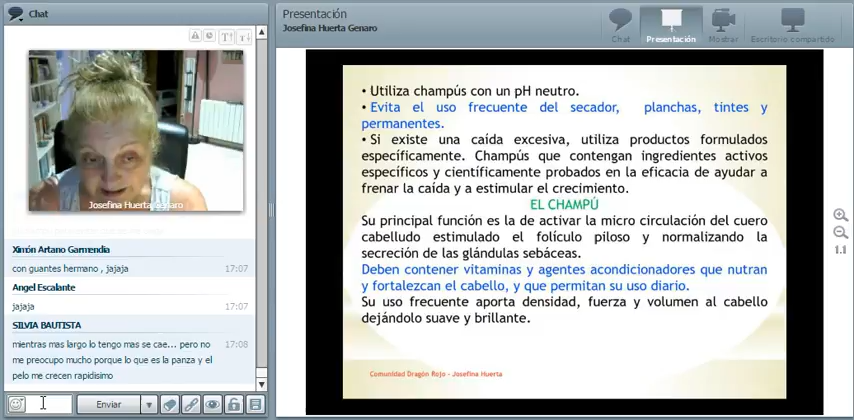 Chat
T↑
T↓
Josefina Huerta Genaro
Ximón Artano Garmendia
con guantes hermano , jajaja
17:07
Angel Escalante
jajaja
17:07
SILVIA BAUTISTA
mientras mas largo lo tengo mas se cae... pero no
17:08
me preocupo mucho porque lo que es la panza y el
pelo me crecen rapidisimo
Enviar
Presentación
Josefina Huerta Genaro
Chat
Presentación
Mostrar
Escritorio compartido
• Utiliza champús con un pH neutro.
• Evita el uso frecuente del secador, planchas, tintes y
permanentes.
• Si existe una caída excesiva, utiliza productos formulados
específicamente. Champús que contengan ingredientes activos
específicos y científicamente probados en la eficacia de ayudar a
frenar la caída y a estimular el crecimiento.
EL CHAMPÚ
Su principal función es la de activar la micro circulación del cuero
cabelludo estimulado el folículo piloso y normalizando la
secreción de las glándulas sebáceas.
Deben contener vitaminas y agentes acondicionadores que nutran
y fortalezcan el cabello, y que permitan su uso diario.
Su uso frecuente aporta densidad, fuerza y volumen al cabello
dejándolo suave y brillante.
Comunidad Dragón Rojo - Josefina Huerta
1:1